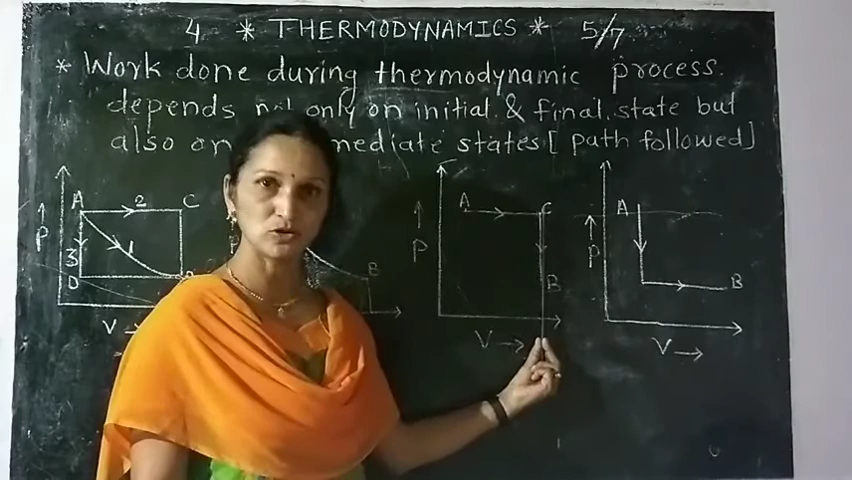 4 * THERMODYNAMICS * 5/7
* Work done during thermodynamic process
depends not only on initial & final state but
also on mediate states [ path followed ]
A 2 C
P
3 1
D
V →
B
A C
P
B
V →
A
P
B
V →